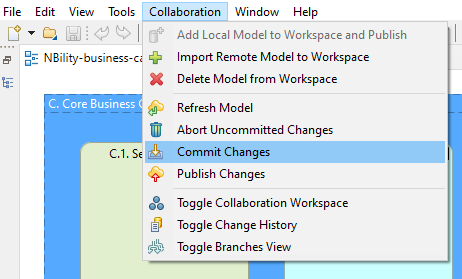 File Edit View Tools Collaboration Window Help
Add Local Model to Workspace and Publish
Import Remote Model to Workspace
NBility-business-ca
Delete Model from Workspace
C. Core Business
Refresh Model
Abort Uncommitted Changes
C.1. Se
Commit Changes
Publish Changes
Toggle Collaboration Workspace
Toggle Change History
Toggle Branches View